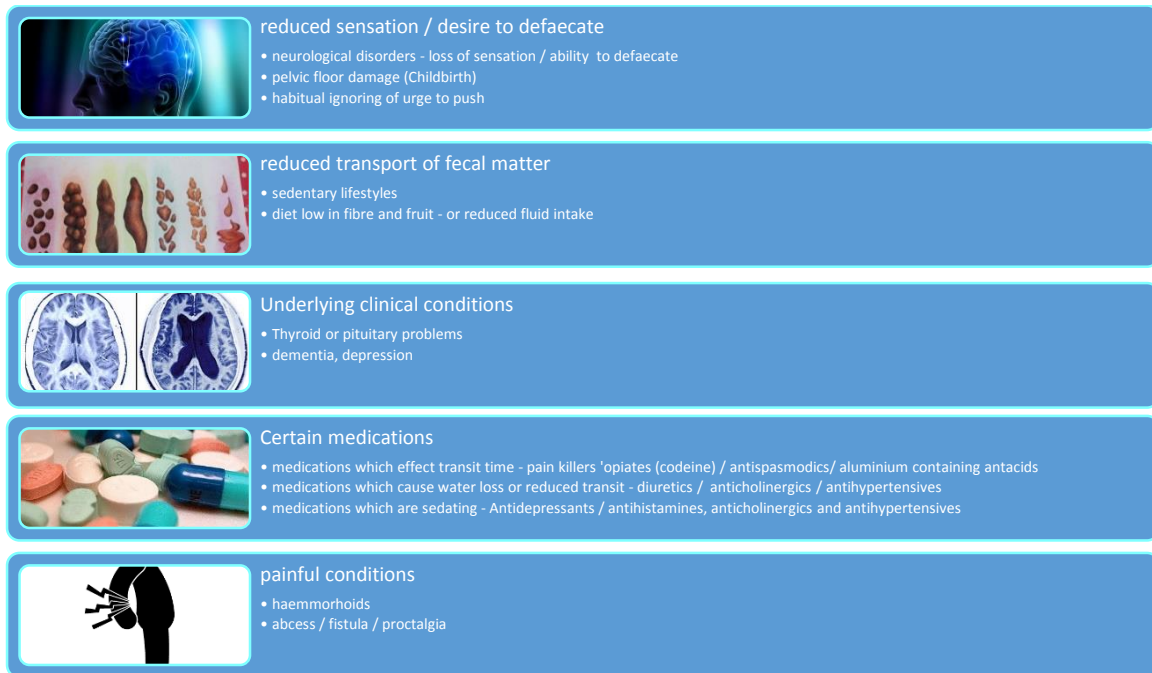 reduced sensation / desire to defaecate
• neurological disorders - loss of sensation / ability  to defaecate
• pelvic floor damage (Childbirth)
• habitual ignoring of urge to push
reduced transport of fecal matter
• sedentary lifestyles
• diet low in fibre and fruit - or reduced fluid intake
Underlying clinical conditions
• Thyroid or pituitary problems
• dementia, depression
Certain medications
• medications which effect transit time - pain killers 'opiates (codeine) / antispasmodics/ aluminium containing antacids
• medications which cause water loss or reduced transit - diuretics /  anticholinergics / antihypertensives
• medications which are sedating - Antidepressants / antihistamines, anticholinergics and antihypertensives
painful conditions
• haemmorhoids
• abcess / fistula / proctalgia